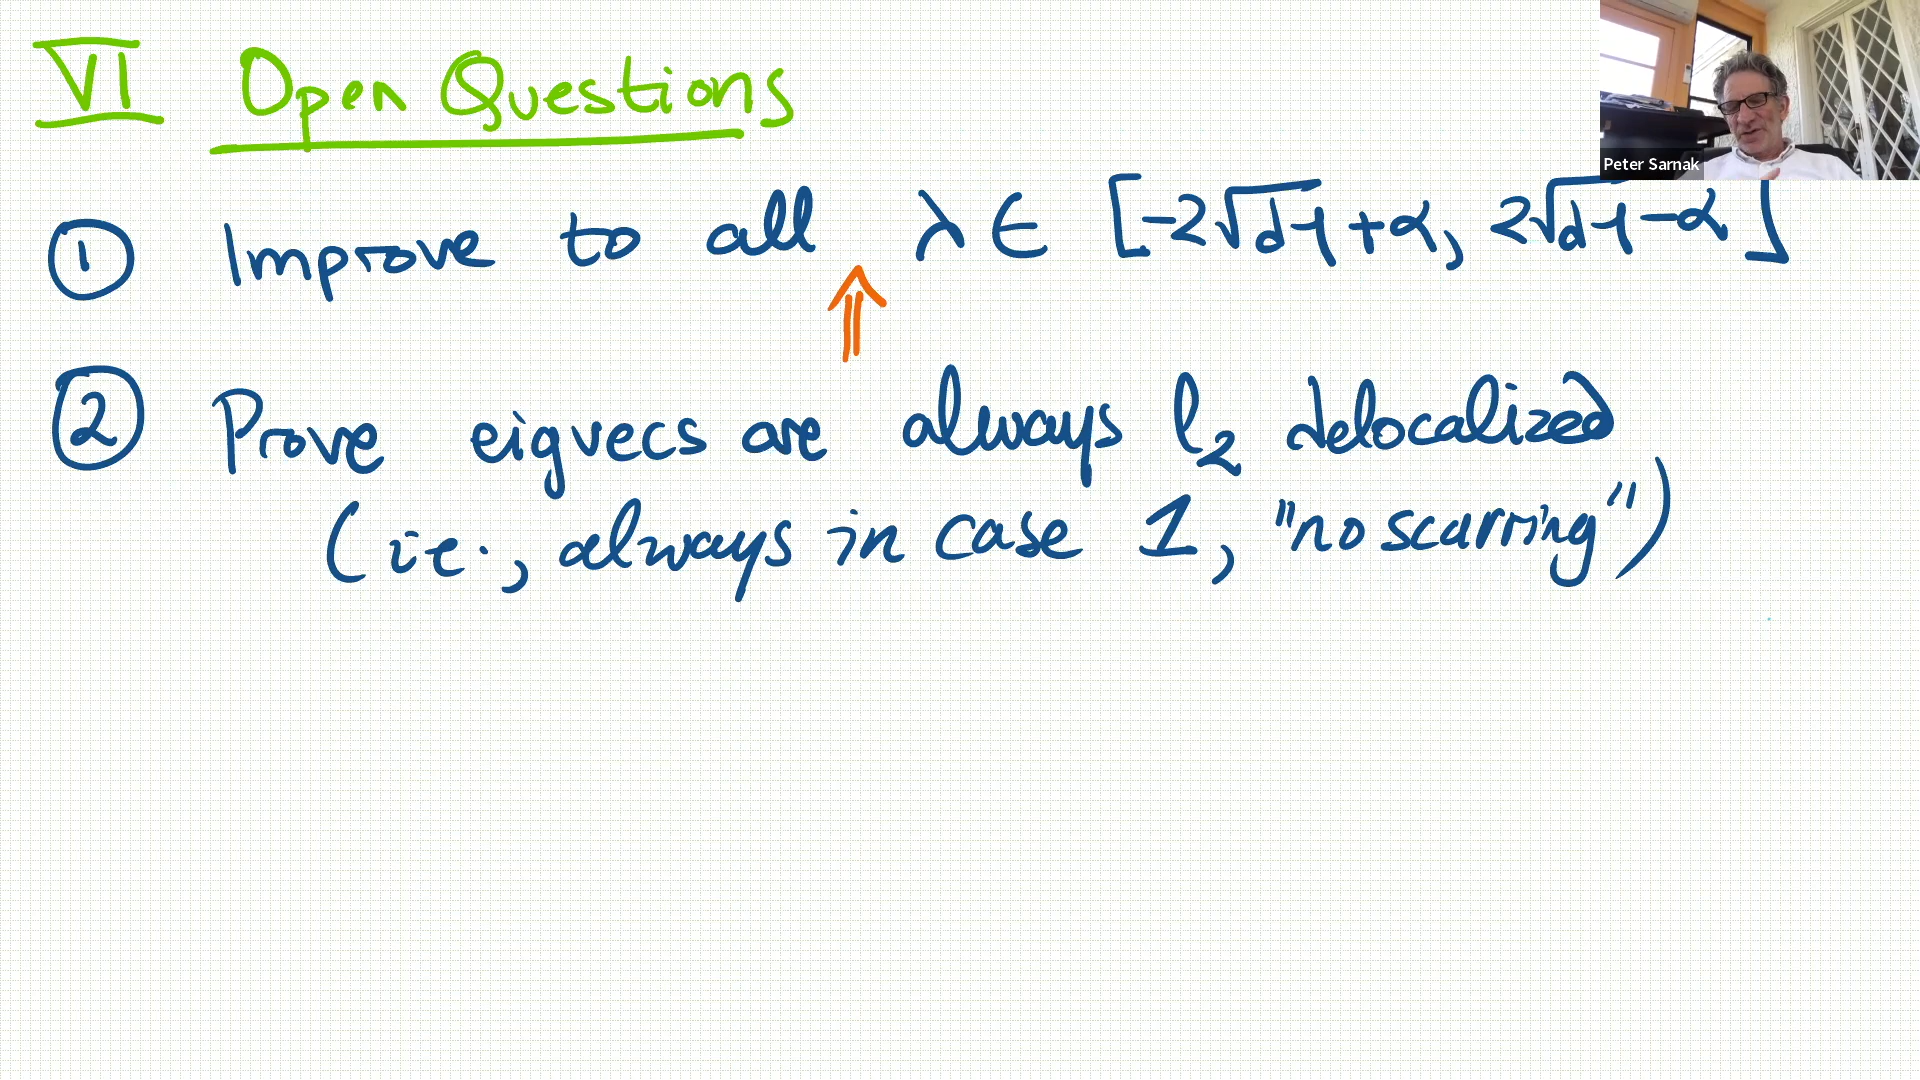 VI Open Questions
Peter Sarnak
① Improve to all λ ∈ [-2√d-1 + α, 2√d-1 - α]
② Prove eigvecs are always l₂ delocalized
(i.e., always in case 1, "no scarring")